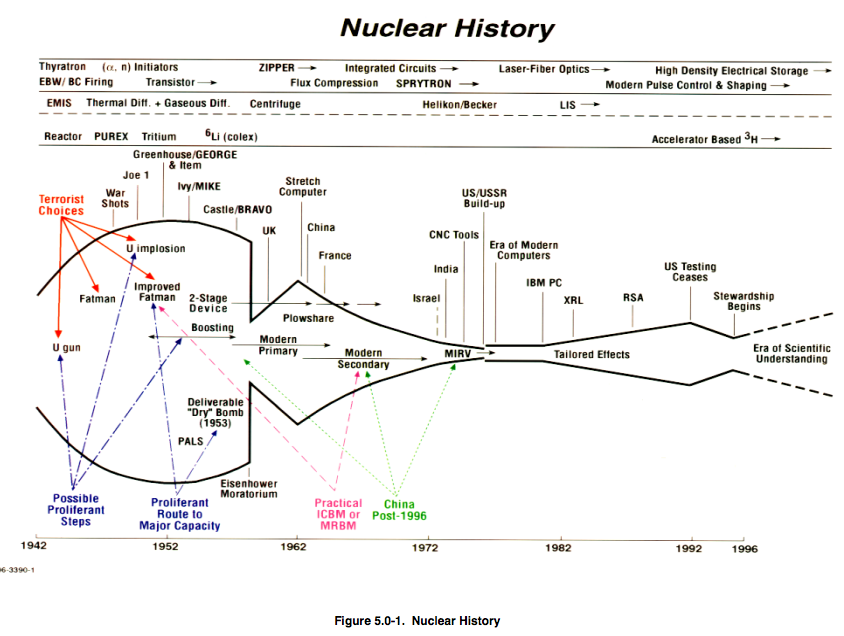 Nuclear History
Thyratron (α, n) Initiators ZIPPER → Integrated Circuits → Laser-Fiber Optics → High Density Electrical Storage →
EBW/ BC Firing Transistor → Flux Compression SPRYTRON → Modern Pulse Control & Shaping →
EMIS Thermal Diff. + Gaseous Diff. Centrifuge Helikon/Becker LIS →
Reactor PUREX Tritium ⁶Li (colex) Accelerator Based ³H →
Greenhouse/GEORGE
& Item
Joe 1
War
Shots
Ivy/MIKE
Castle/BRAVO
Stretch
Computer
UK
China
France
US/USSR
Build-up
CNC Tools
Era of Modern
Computers
India
Israel
IBM PC
XRL
RSA
US Testing
Ceases
Stewardship
Begins
Terrorist
Choices
U implosion
Fatman
Improved
Fatman
U gun
2-Stage
Device
Boosting
Plowshare
Modern
Primary
Modern
Secondary
MIRV →
Tailored Effects
Era of Scientific
Understanding
Deliverable
"Dry" Bomb
(1953)
PALS
Eisenhower
Moratorium
Possible
Proliferant
Steps
Proliferant
Route to
Major Capacity
Practical
ICBM or
MRBM
China
Post-1996
1942 1952 1962 1972 1982 1992 1996
6-3390-1
Figure 5.0-1. Nuclear History